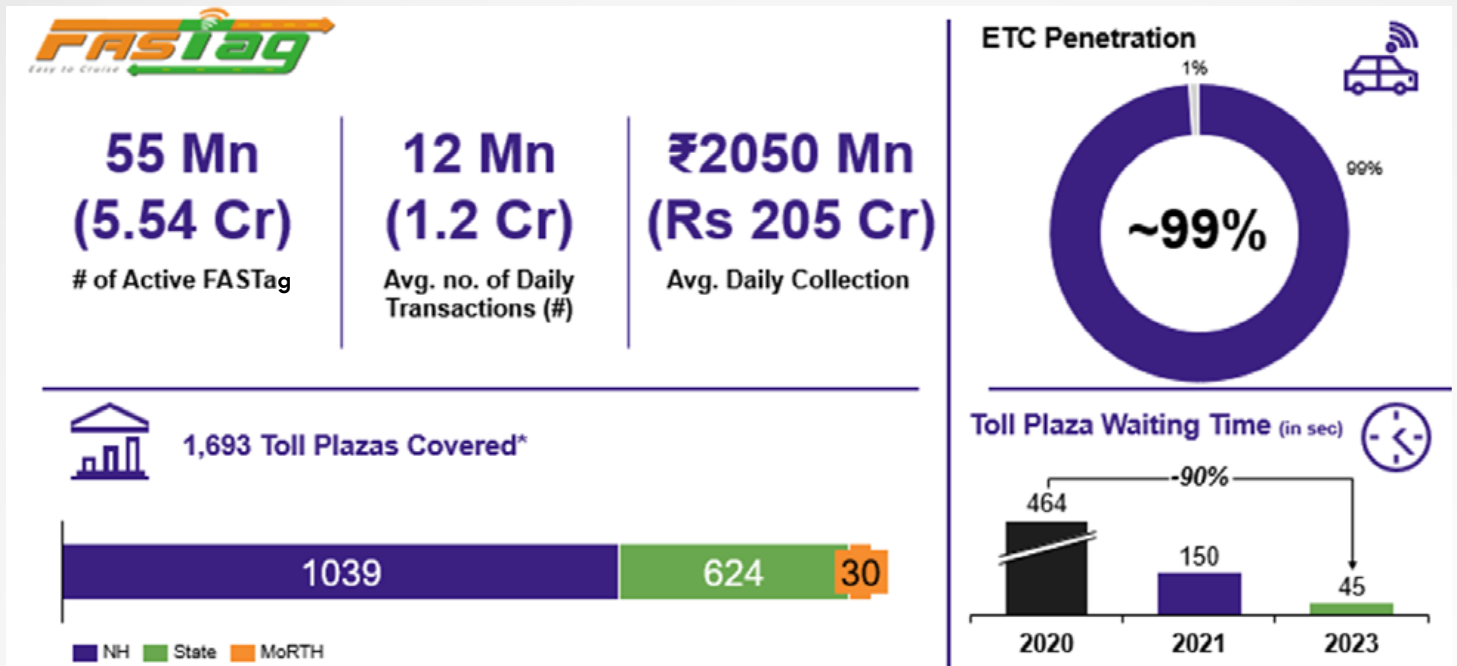 FASTag
Easy to Cruise
55 Mn
(5.54 Cr)
# of Active FASTag
12 Mn
(1.2 Cr)
Avg. no. of Daily
Transactions (#)
₹2050 Mn
(Rs 205 Cr)
Avg. Daily Collection
1,693 Toll Plazas Covered*
1039
624
30
NH
State
MoRTH
ETC Penetration
1%
99%
~99%
Toll Plaza Waiting Time (in sec)
-90%
464
150
45
2020
2021
2023